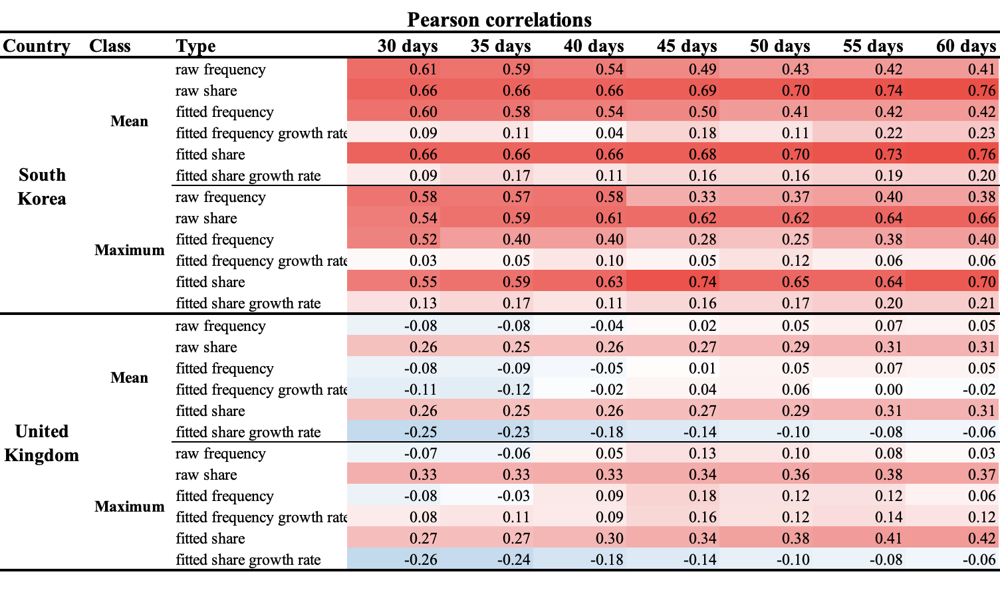 Pearson correlations
Country Class Type 30 days 35 days 40 days 45 days 50 days 55 days 60 days
raw frequency 0.61 0.59 0.54 0.49 0.43 0.42 0.41
raw share 0.66 0.66 0.66 0.69 0.70 0.74 0.76
fitted frequency 0.60 0.58 0.54 0.50 0.41 0.42 0.42
Mean
fitted frequency growth rate 0.09 0.11 0.04 0.18 0.11 0.22 0.23
fitted share 0.66 0.66 0.66 0.68 0.70 0.73 0.76
South
Korea
fitted share growth rate 0.09 0.17 0.11 0.16 0.16 0.19 0.20
raw frequency 0.58 0.57 0.58 0.33 0.37 0.40 0.38
raw share 0.54 0.59 0.61 0.62 0.62 0.64 0.66
fitted frequency 0.52 0.40 0.40 0.28 0.25 0.38 0.40
Maximum
fitted frequency growth rate 0.03 0.05 0.10 0.05 0.12 0.06 0.06
fitted share 0.55 0.59 0.63 0.74 0.65 0.64 0.70
fitted share growth rate 0.13 0.17 0.11 0.16 0.17 0.20 0.21
raw frequency -0.08 -0.08 -0.04 0.02 0.05 0.07 0.05
raw share 0.26 0.25 0.26 0.27 0.29 0.31 0.31
fitted frequency -0.08 -0.09 -0.05 0.01 0.05 0.07 0.05
Mean
fitted frequency growth rate -0.11 -0.12 -0.02 0.04 0.06 0.00 -0.02
fitted share 0.26 0.25 0.26 0.27 0.29 0.31 0.31
United
Kingdom
fitted share growth rate -0.25 -0.23 -0.18 -0.14 -0.10 -0.08 -0.06
raw frequency -0.07 -0.06 0.05 0.13 0.10 0.08 0.03
raw share 0.33 0.33 0.33 0.34 0.36 0.38 0.37
fitted frequency -0.08 -0.03 0.09 0.18 0.12 0.12 0.06
Maximum
fitted frequency growth rate 0.08 0.11 0.09 0.16 0.12 0.14 0.12
fitted share 0.27 0.27 0.30 0.34 0.38 0.41 0.42
fitted share growth rate -0.26 -0.24 -0.18 -0.14 -0.10 -0.08 -0.06